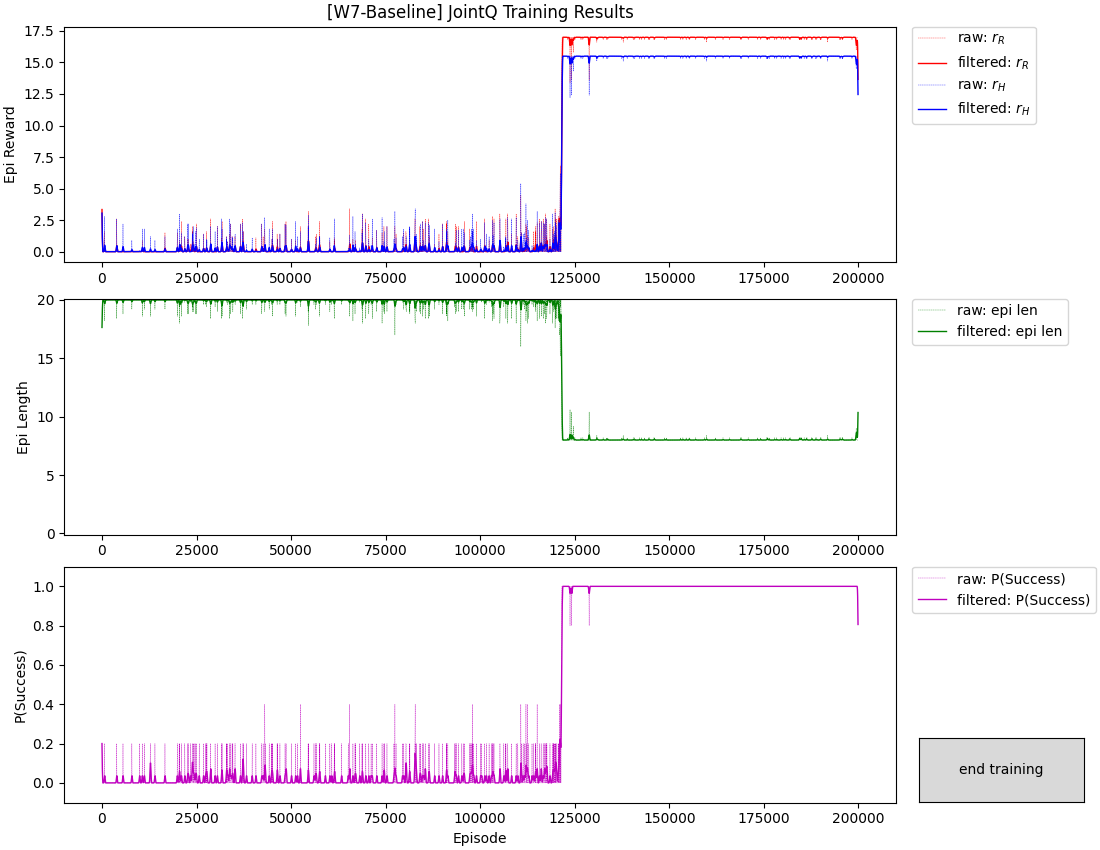 [W7-Baseline] JointQ Training Results
Epi Reward
17.5
15.0
12.5
10.0
7.5
5.0
2.5
0.0
0 25000 50000 75000 100000 125000 150000 175000 200000
raw: r_R
filtered: r_R
raw: r_H
filtered: r_H
Epi Length
20
15
10
5
0
0 25000 50000 75000 100000 125000 150000 175000 200000
raw: epi len
filtered: epi len
P(Success)
1.0
0.8
0.6
0.4
0.2
0.0
0 25000 50000 75000 100000 125000 150000 175000 200000
Episode
raw: P(Success)
filtered: P(Success)
end training